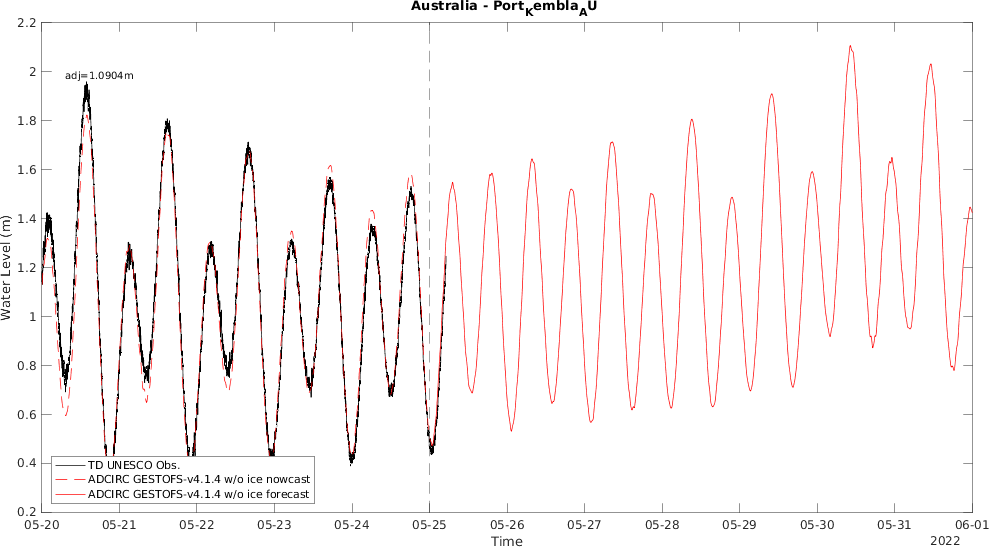 Australia - PortKemblaAU
2.2
2
1.8
1.6
1.4
1.2
1
0.8
0.6
0.4
0.2
Water Level (m)
adj=1.0904m
TD UNESCO Obs.
ADCIRC GESTOFS-v4.1.4 w/o ice nowcast
ADCIRC GESTOFS-v4.1.4 w/o ice forecast
05-20 05-21 05-22 05-23 05-24 05-25 05-26 05-27 05-28 05-29 05-30 05-31 06-01
Time
2022